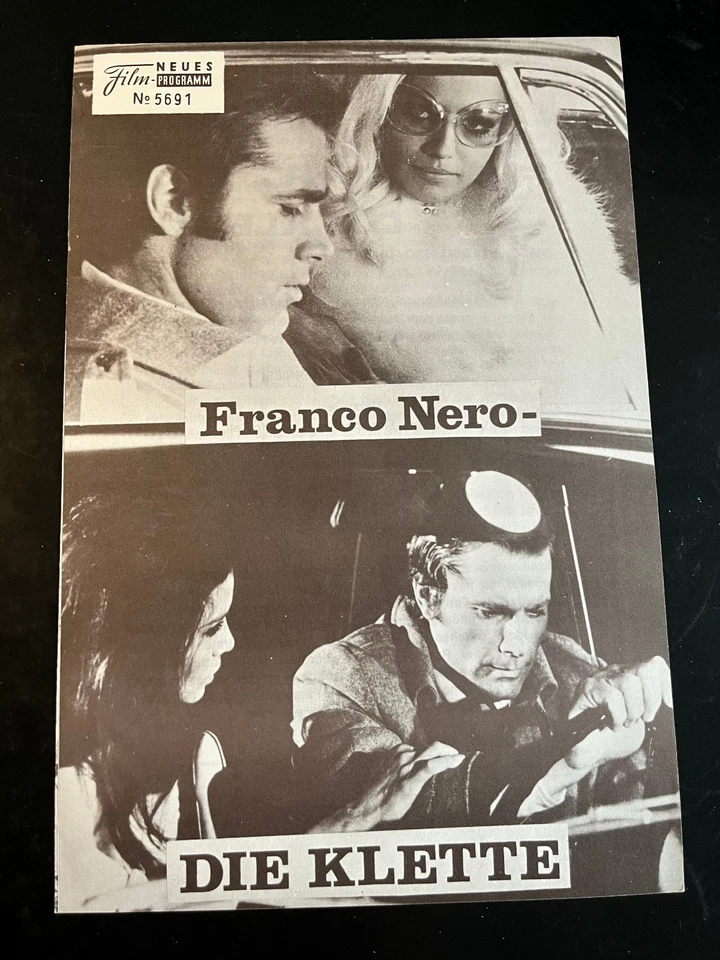 NEUES
Film-PROGRAMM
No 5691
Franco Nero-
DIE KLETTE